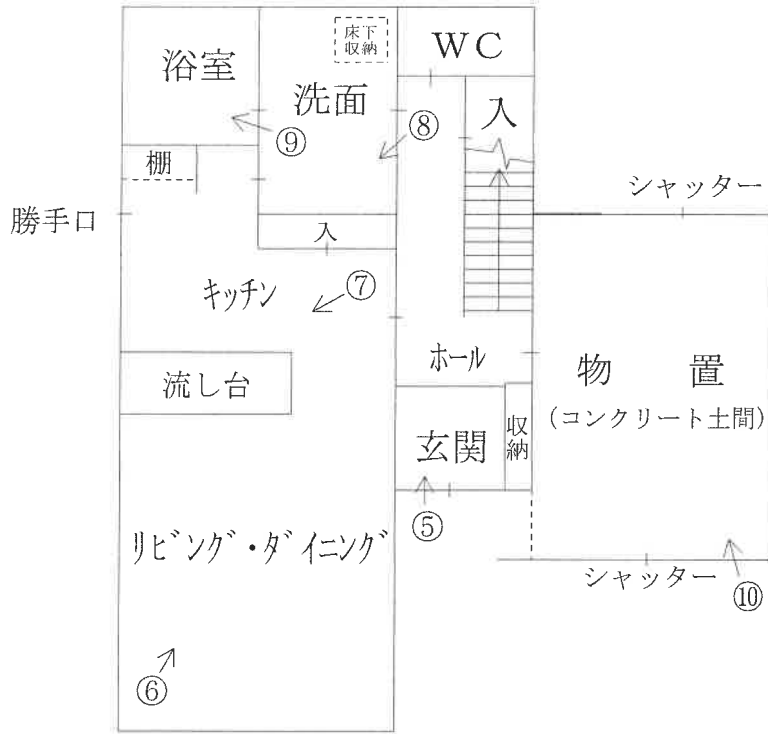 床下
収納
WC
浴室
洗面
入
⑧
⑨
棚
シャッター
勝手口
入
キッチン
⑦
ホール
物 置
(コンクリート土間)
流し台
玄関
収納
⑤
リビング・ダイニング
シャッター
⑩
⑥